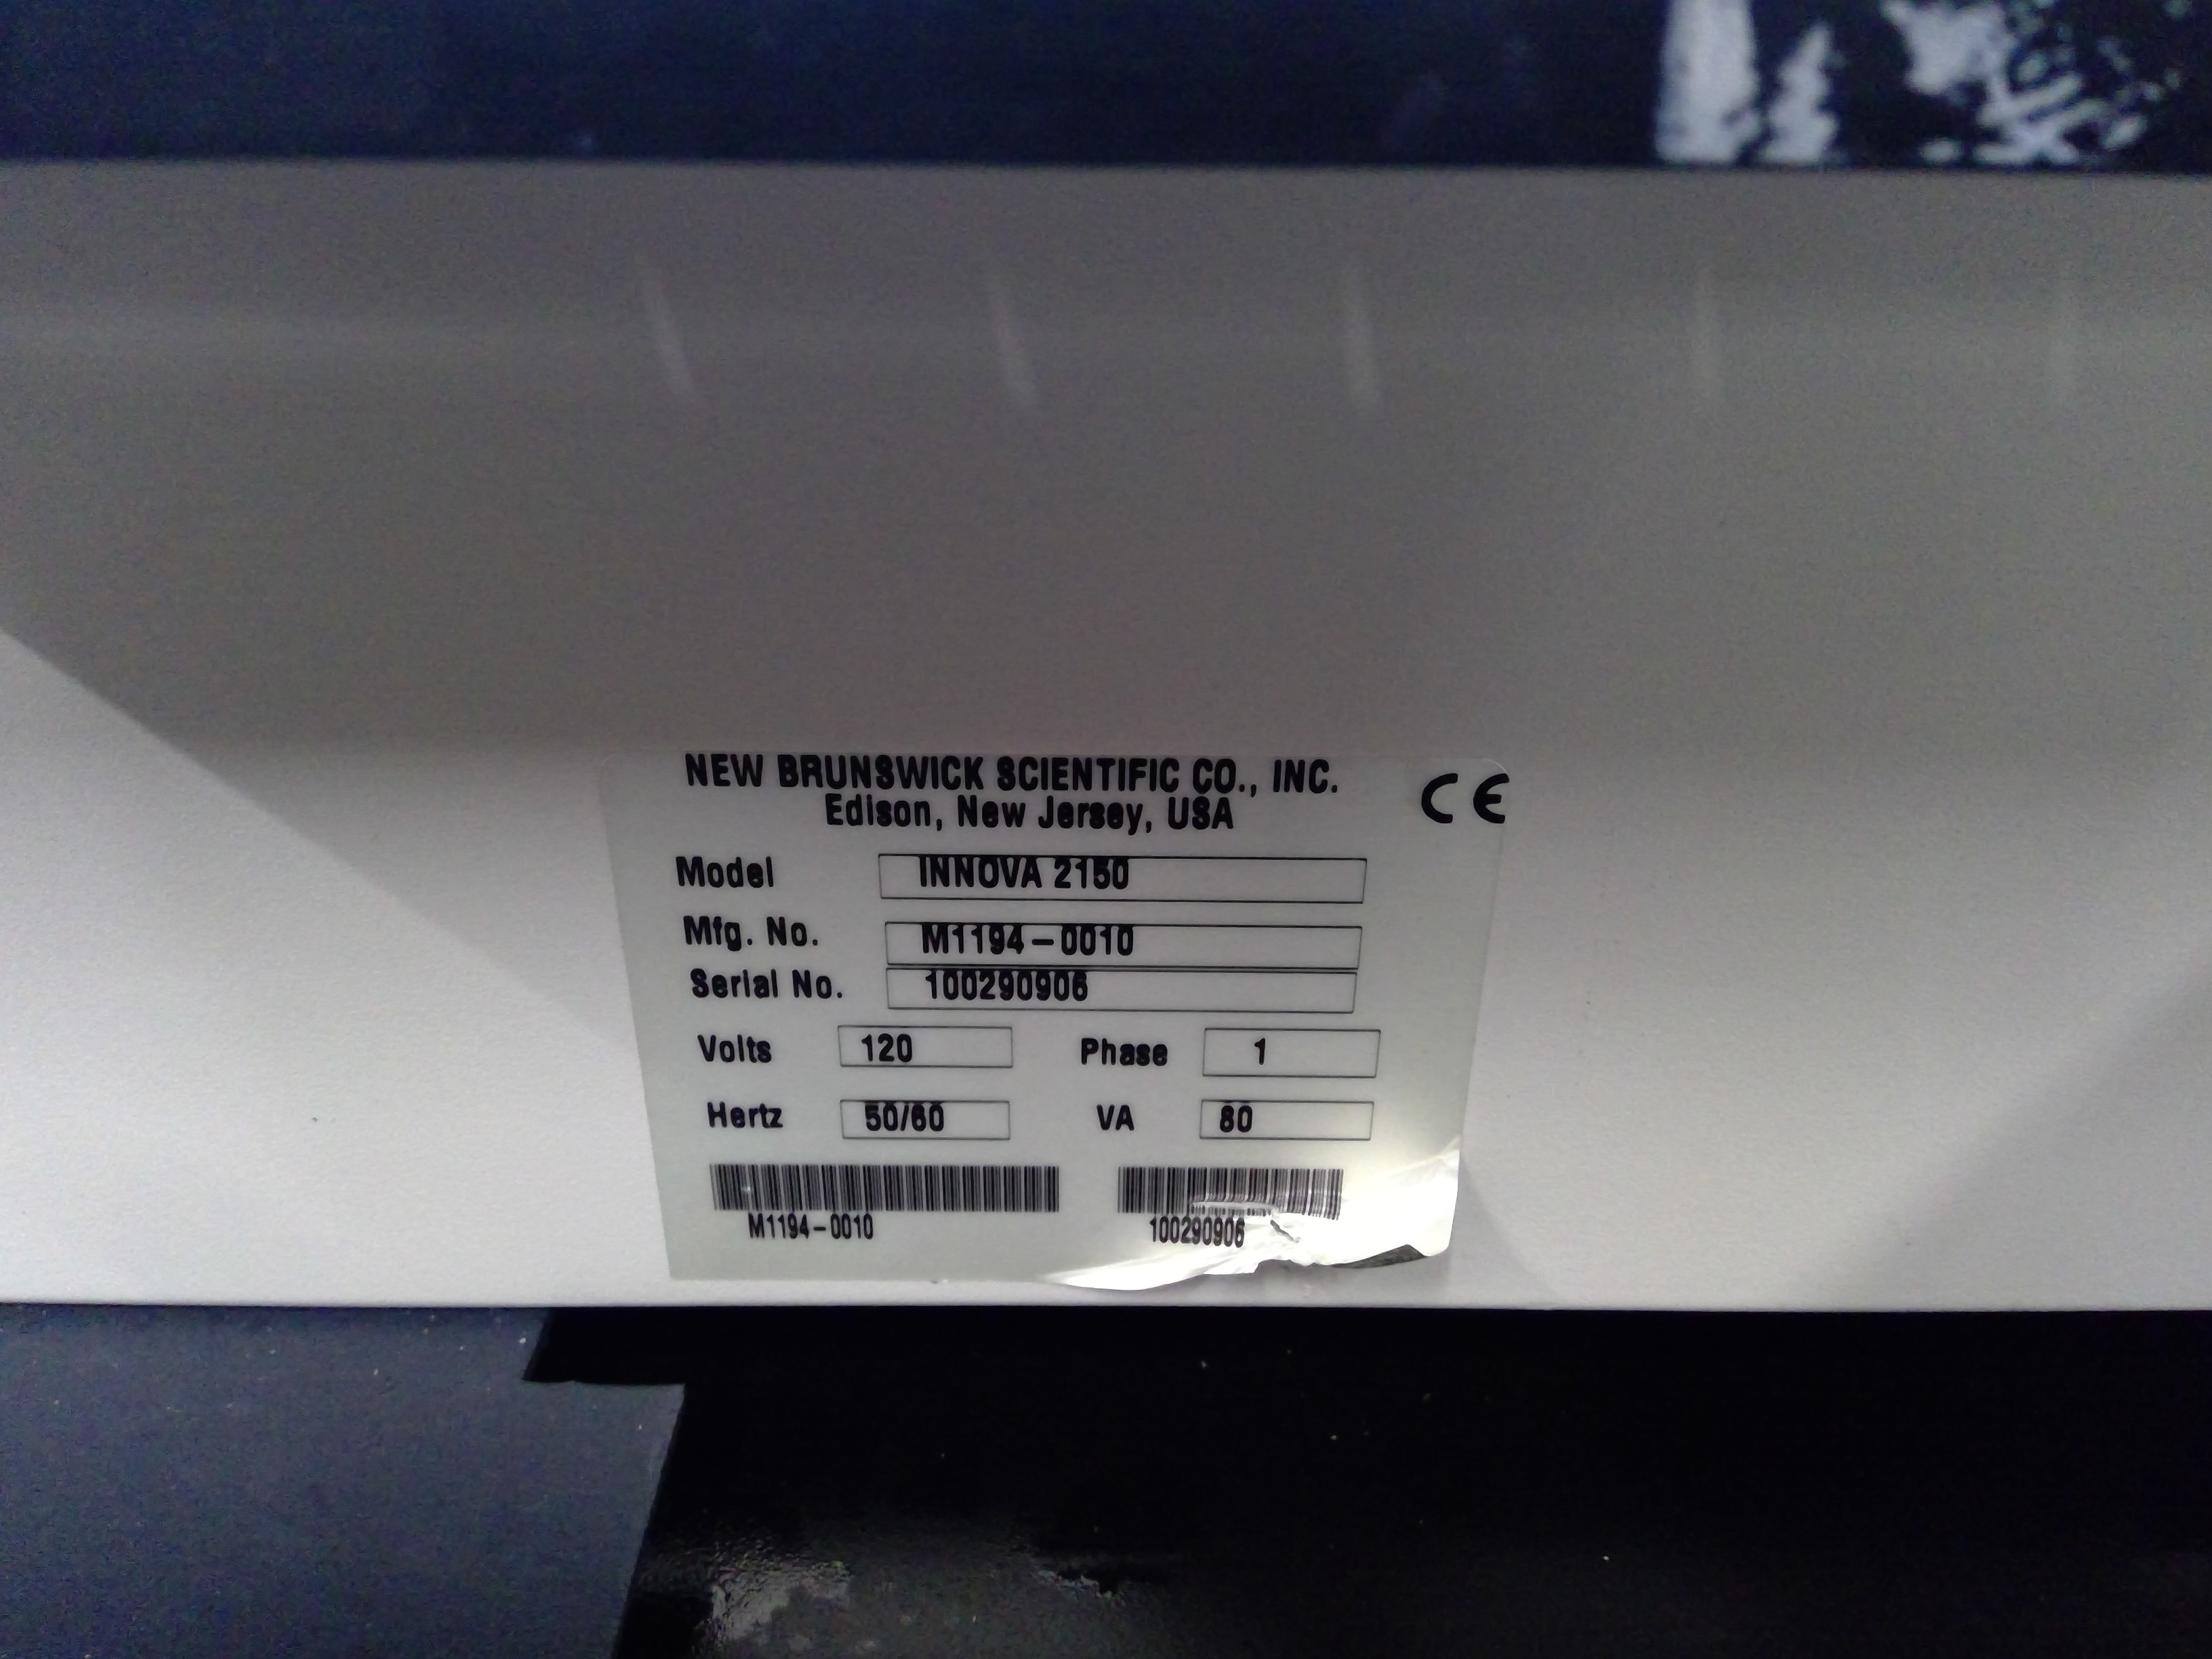 NEW BRUNSWICK SCIENTIFIC CO., INC.
CE
Edison, New Jersey, USA
Model INNOVA 2150
Mfg. No. M1194-0010
Serial No. 100290906
Volts 120 Phase 1
Hertz 50/60 VA 80
M1194-0010 100290906